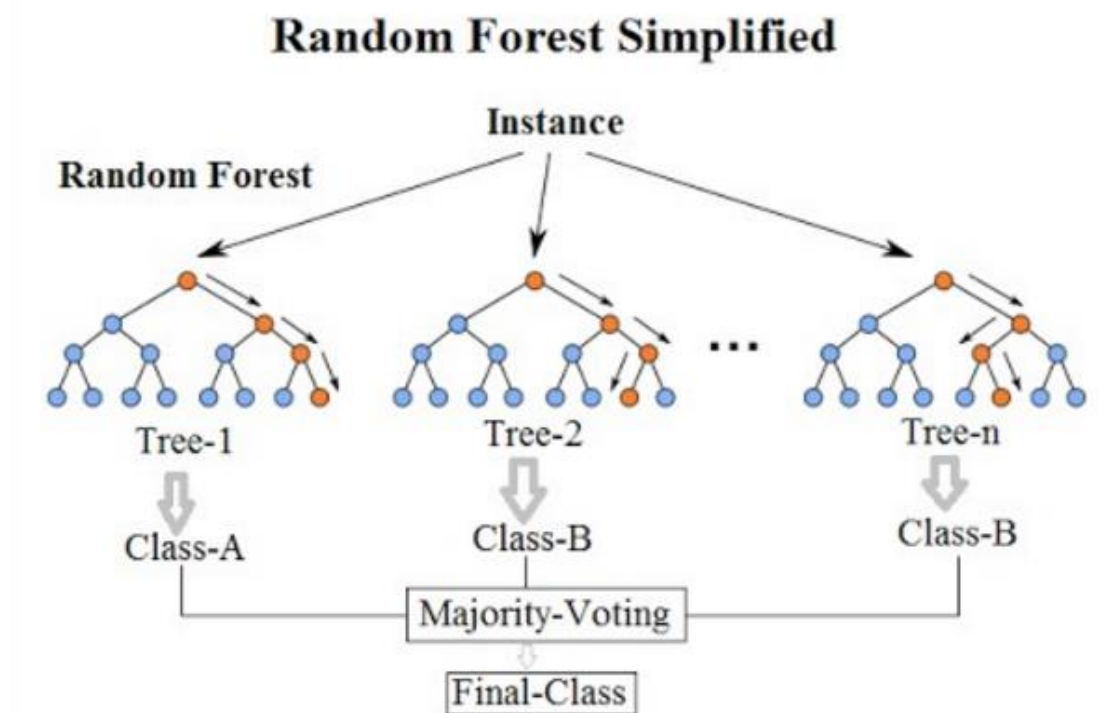 Random Forest Simplified
Instance
Random Forest
...
Tree-1
Tree-2
Tree-n
Class-A
Class-B
Class-B
Majority-Voting
Final-Class